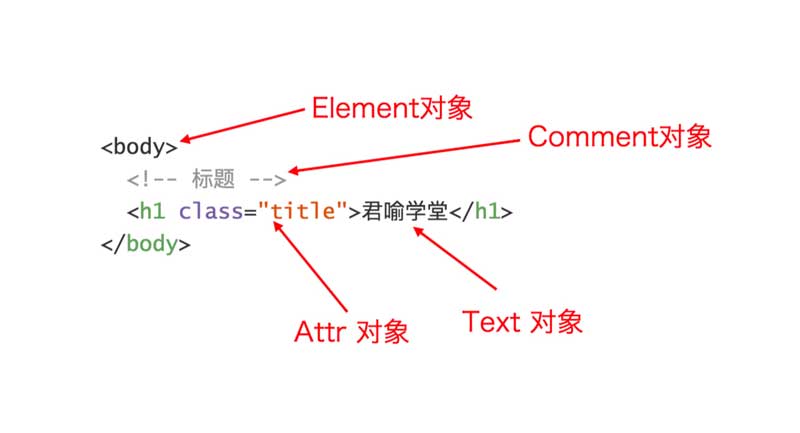 Element对象
Comment对象
<body>
<!-- 标题 -->
<h1 class="title">君喻学堂</h1>
</body>
Attr 对象
Text 对象